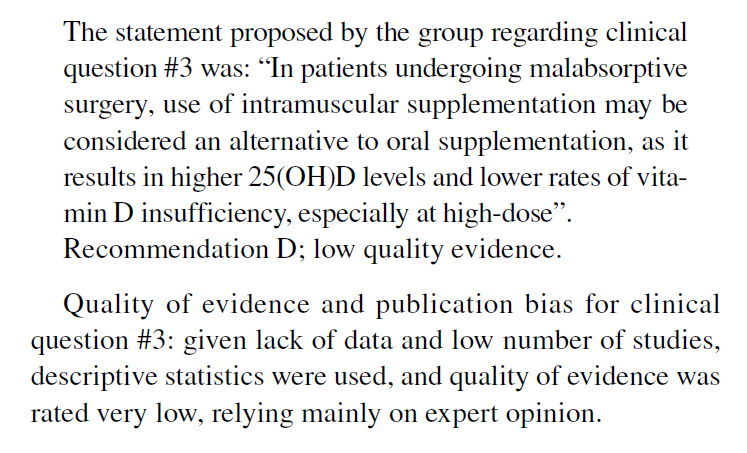 The statement proposed by the group regarding clinical
question #3 was: “In patients undergoing malabsorptive
surgery, use of intramuscular supplementation may be
considered an alternative to oral supplementation, as it
results in higher 25(OH)D levels and lower rates of vita-
min D insufficiency, especially at high-dose”.
Recommendation D; low quality evidence.
Quality of evidence and publication bias for clinical
question #3: given lack of data and low number of studies,
descriptive statistics were used, and quality of evidence was
rated very low, relying mainly on expert opinion.